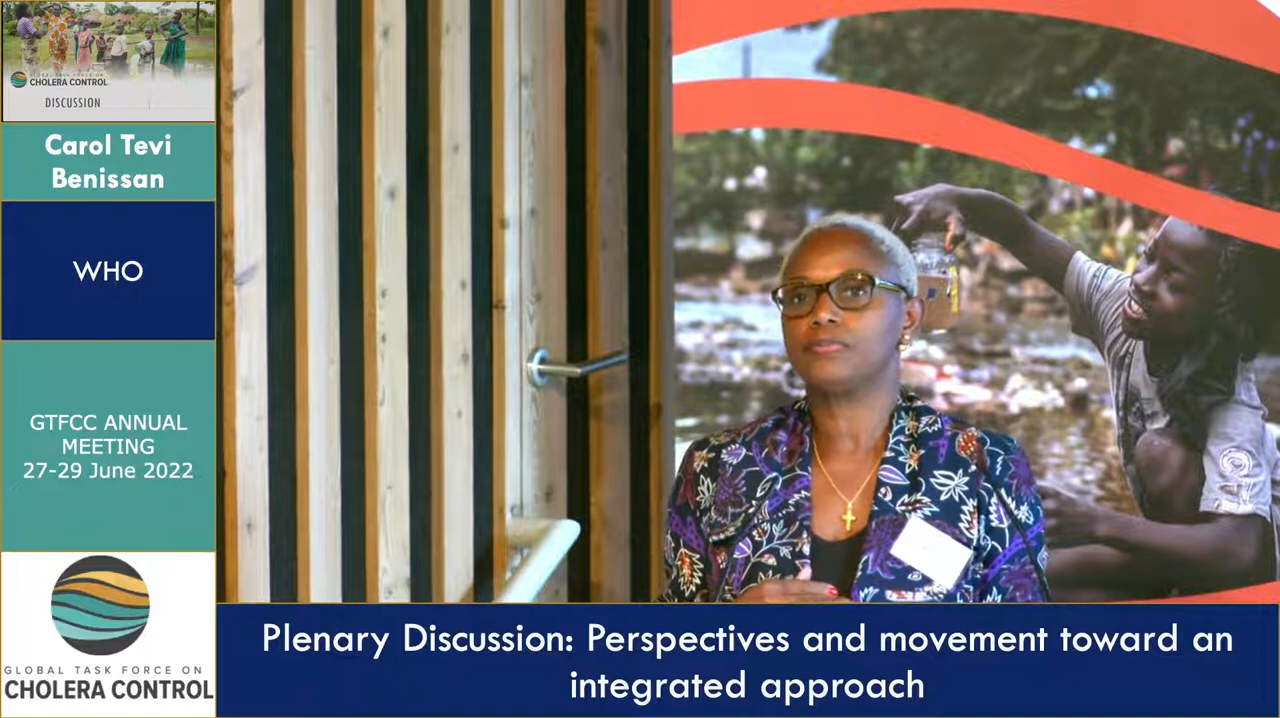 GLOBAL TASK FORCE ON
CHOLERA CONTROL
DISCUSSION
Carol Tevi
Benissan
WHO
GTFCC ANNUAL
MEETING
27-29 June 2022
GLOBAL TASK FORCE ON
CHOLERA CONTROL
Plenary Discussion: Perspectives and movement toward an
integrated approach